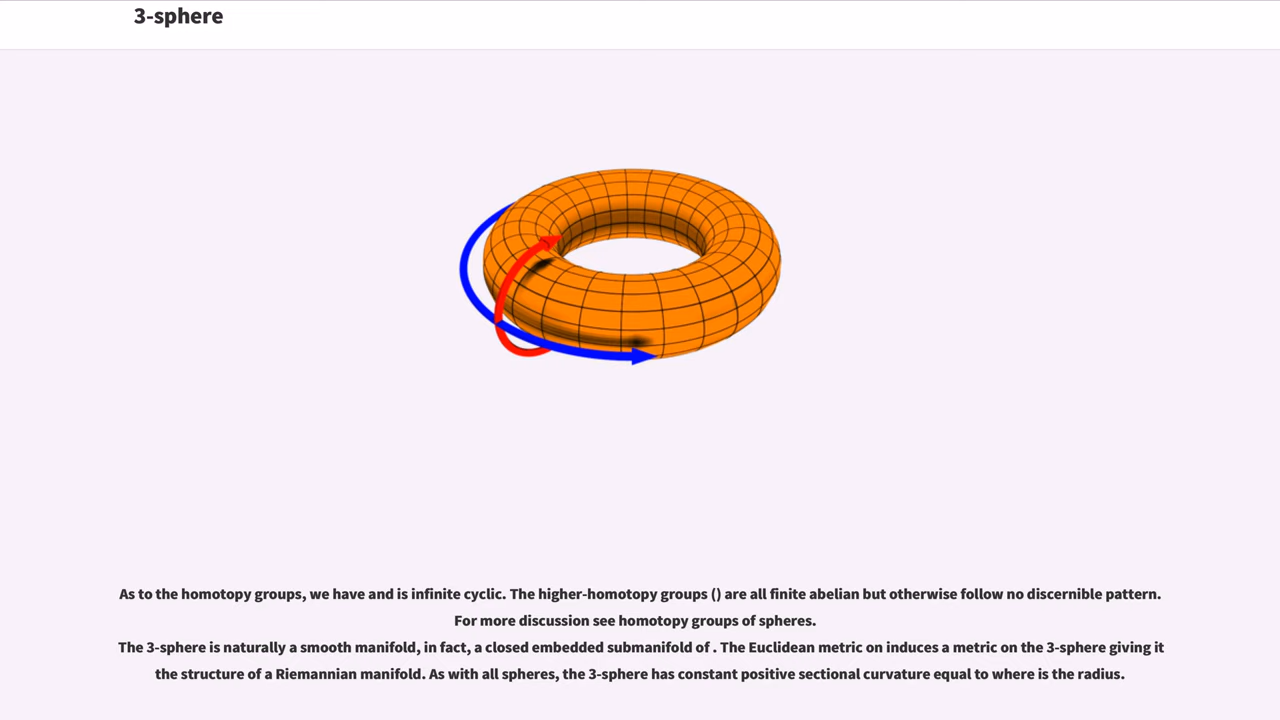 3-sphere
As to the homotopy groups, we have and is infinite cyclic. The higher-homotopy groups () are all finite abelian but otherwise follow no discernible pattern.
For more discussion see homotopy groups of spheres.
The 3-sphere is naturally a smooth manifold, in fact, a closed embedded submanifold of . The Euclidean metric on induces a metric on the 3-sphere giving it
the structure of a Riemannian manifold. As with all spheres, the 3-sphere has constant positive sectional curvature equal to where is the radius.